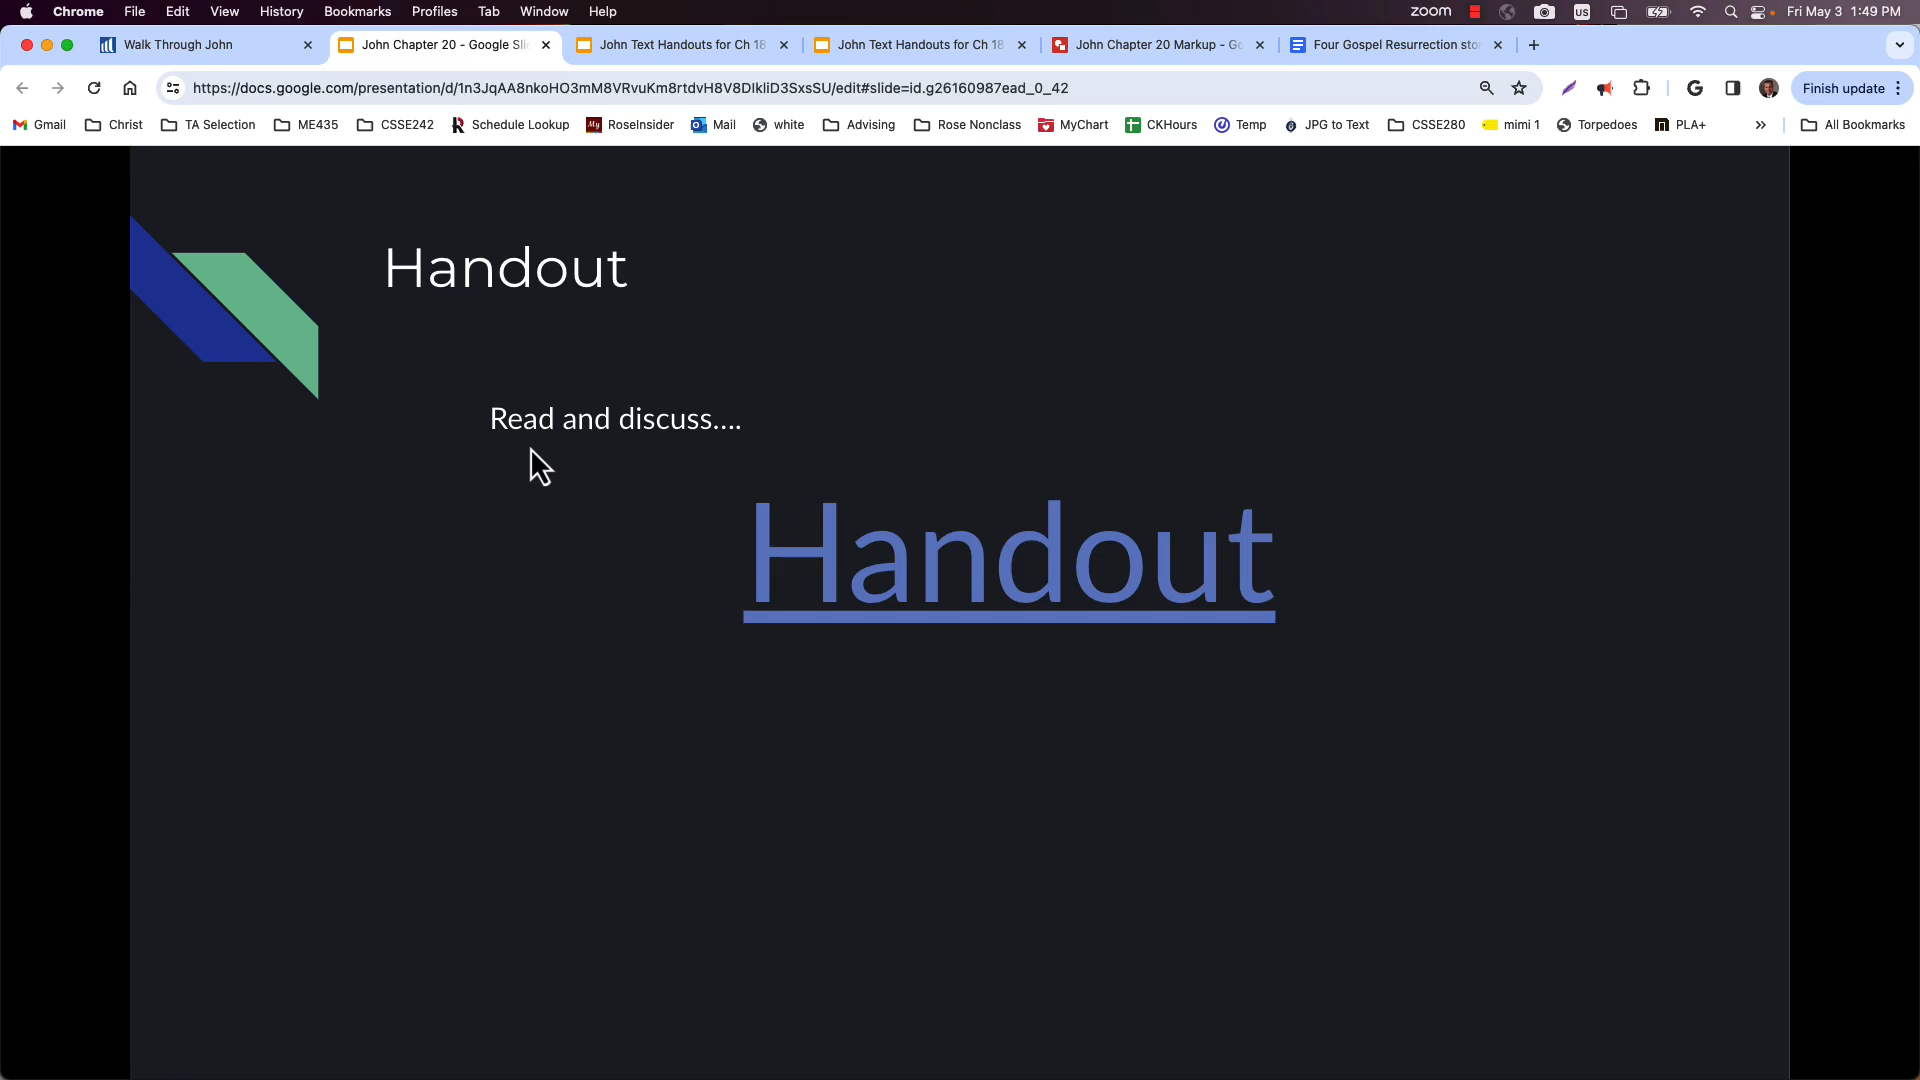 Chrome File Edit View History Bookmarks Profiles Tab Window Help zoom US Fri May 3 1:49 PM
Walk Through John John Chapter 20 - Google Sli John Text Handouts for Ch 18 John Text Handouts for Ch 18 John Chapter 20 Markup - Go Four Gospel Resurrection sto
https://docs.google.com/presentation/d/1n3JqAA8nkoHO3mM8VRvuKm8rtdvH8V8DlkliD3SxsSU/edit#slide=id.g26160987ead_0_42 Finish update
Gmail Christ TA Selection ME435 CSSE242 Schedule Lookup My RoseInsider Mail white Advising Rose Nonclass MyChart CKHours Temp JPG to Text CSSE280 mimi 1 Torpedoes PLA+ » All Bookmarks
Handout
Read and discuss....
Handout